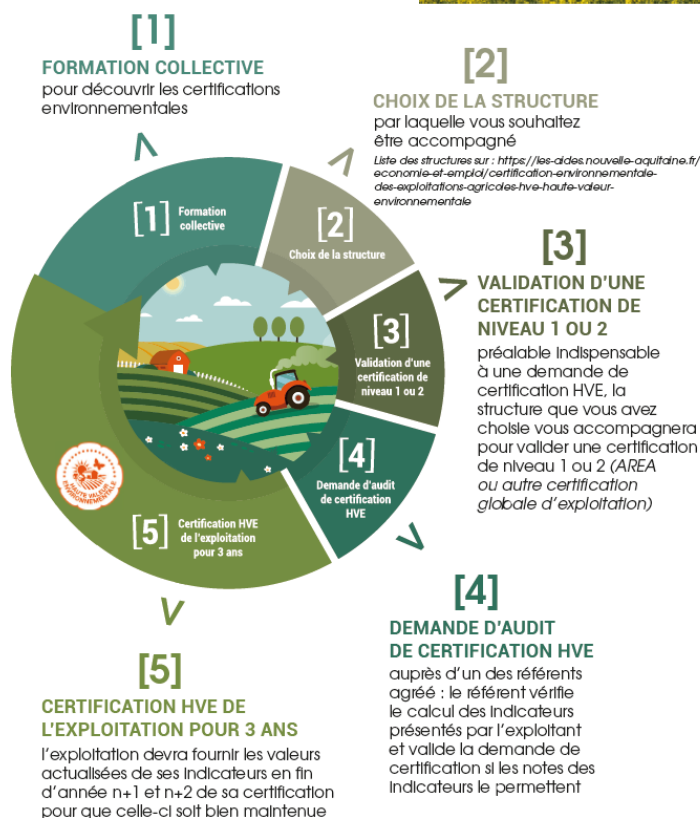 [1]
FORMATION COLLECTIVE
pour découvrir les certifications
environnementales
[2]
CHOIX DE LA STRUCTURE
par laquelle vous souhaitez
être accompagné
Liste des structures sur : https://les-aides.nouvelle-aquitaine.fr/
economie-et-emploi/certification-environnementale-
des-exploitations-agricoles-hve-haute-valeur-
environnementale
[1] Formation
collective
[2]
Choix de la structure
[3]
Validation d'une
certification de
niveau 1 ou 2
[4]
Demande d'audit
de certification
HVE
[5] Certification HVE
de l'exploitation
pour 3 ans
HAUTE VALEUR
ENVIRONNEMENTALE
[3]
VALIDATION D'UNE
CERTIFICATION DE
NIVEAU 1 OU 2
préalable indispensable
à une demande de
certification HVE, la
structure que vous avez
choisie vous accompagnera
pour valider une certification
de niveau 1 ou 2 (AREA
ou autre certification
globale d'exploitation)
[4]
DEMANDE D'AUDIT
DE CERTIFICATION HVE
auprès d'un des référents
agréé : le référent vérifie
le calcul des indicateurs
présentés par l'exploitant
et valide la demande de
certification si les notes des
indicateurs le permettent
[5]
CERTIFICATION HVE DE
L'EXPLOITATION POUR 3 ANS
l'exploitation devra fournir les valeurs
actualisées de ses indicateurs en fin
d'année n+1 et n+2 de sa certification
pour que celle-ci soit bien maintenue